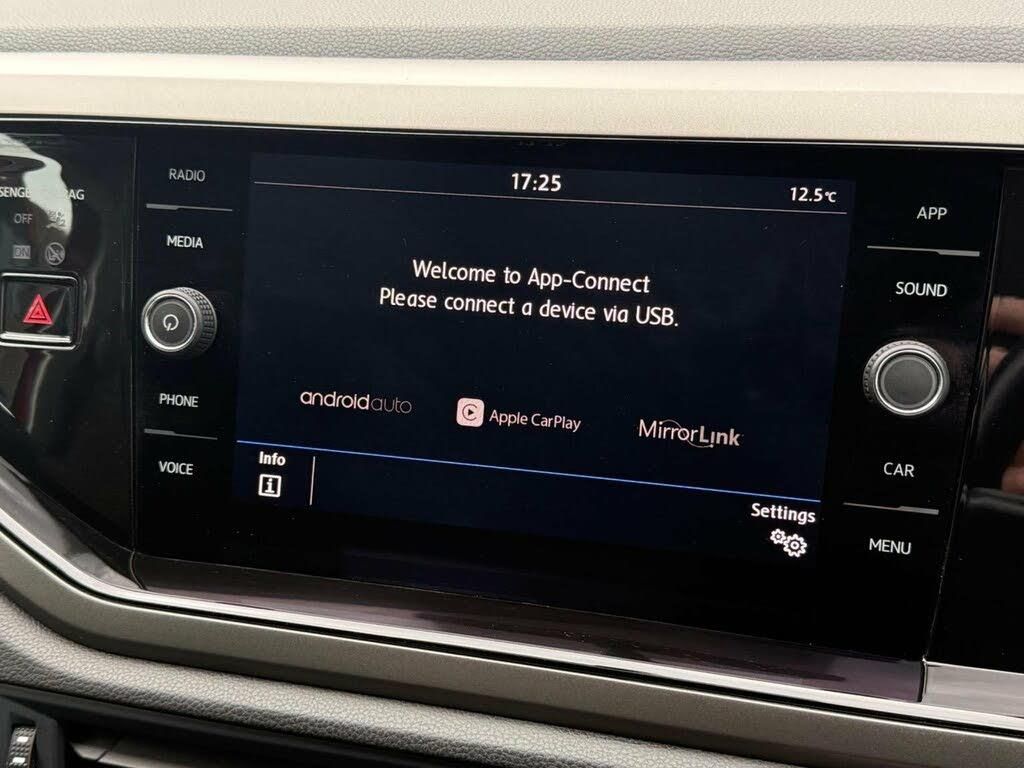 RADIO
MEDIA
PHONE
VOICE
OFF
ON
17:25
12.5°C
Welcome to App-Connect
Please connect a device via USB.
androidauto
Apple CarPlay
MirrorLink
Info
i
Settings
APP
SOUND
CAR
MENU